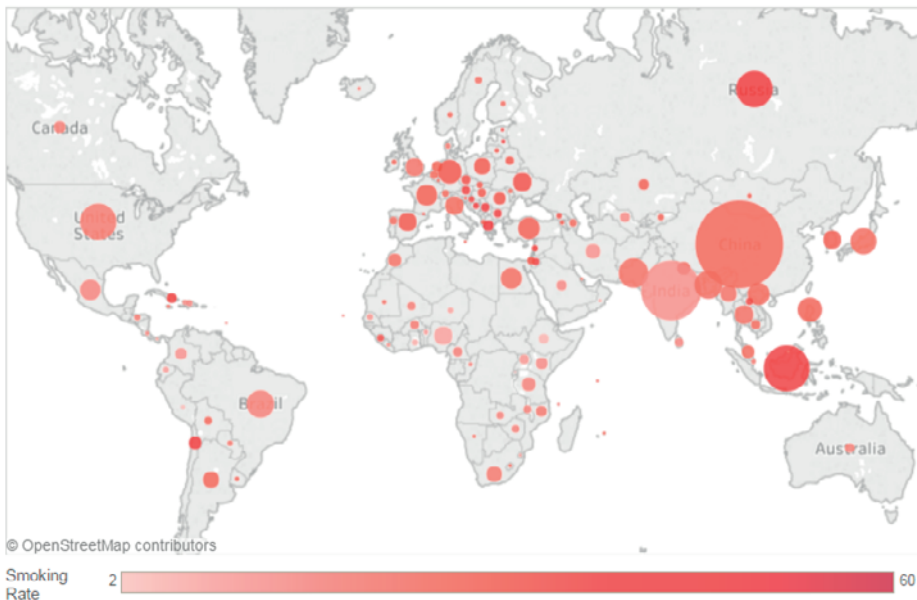 Canada
Russia
United
States
China
India
Brazil
Australia
© OpenStreetMap contributors
Smoking
Rate
2
60